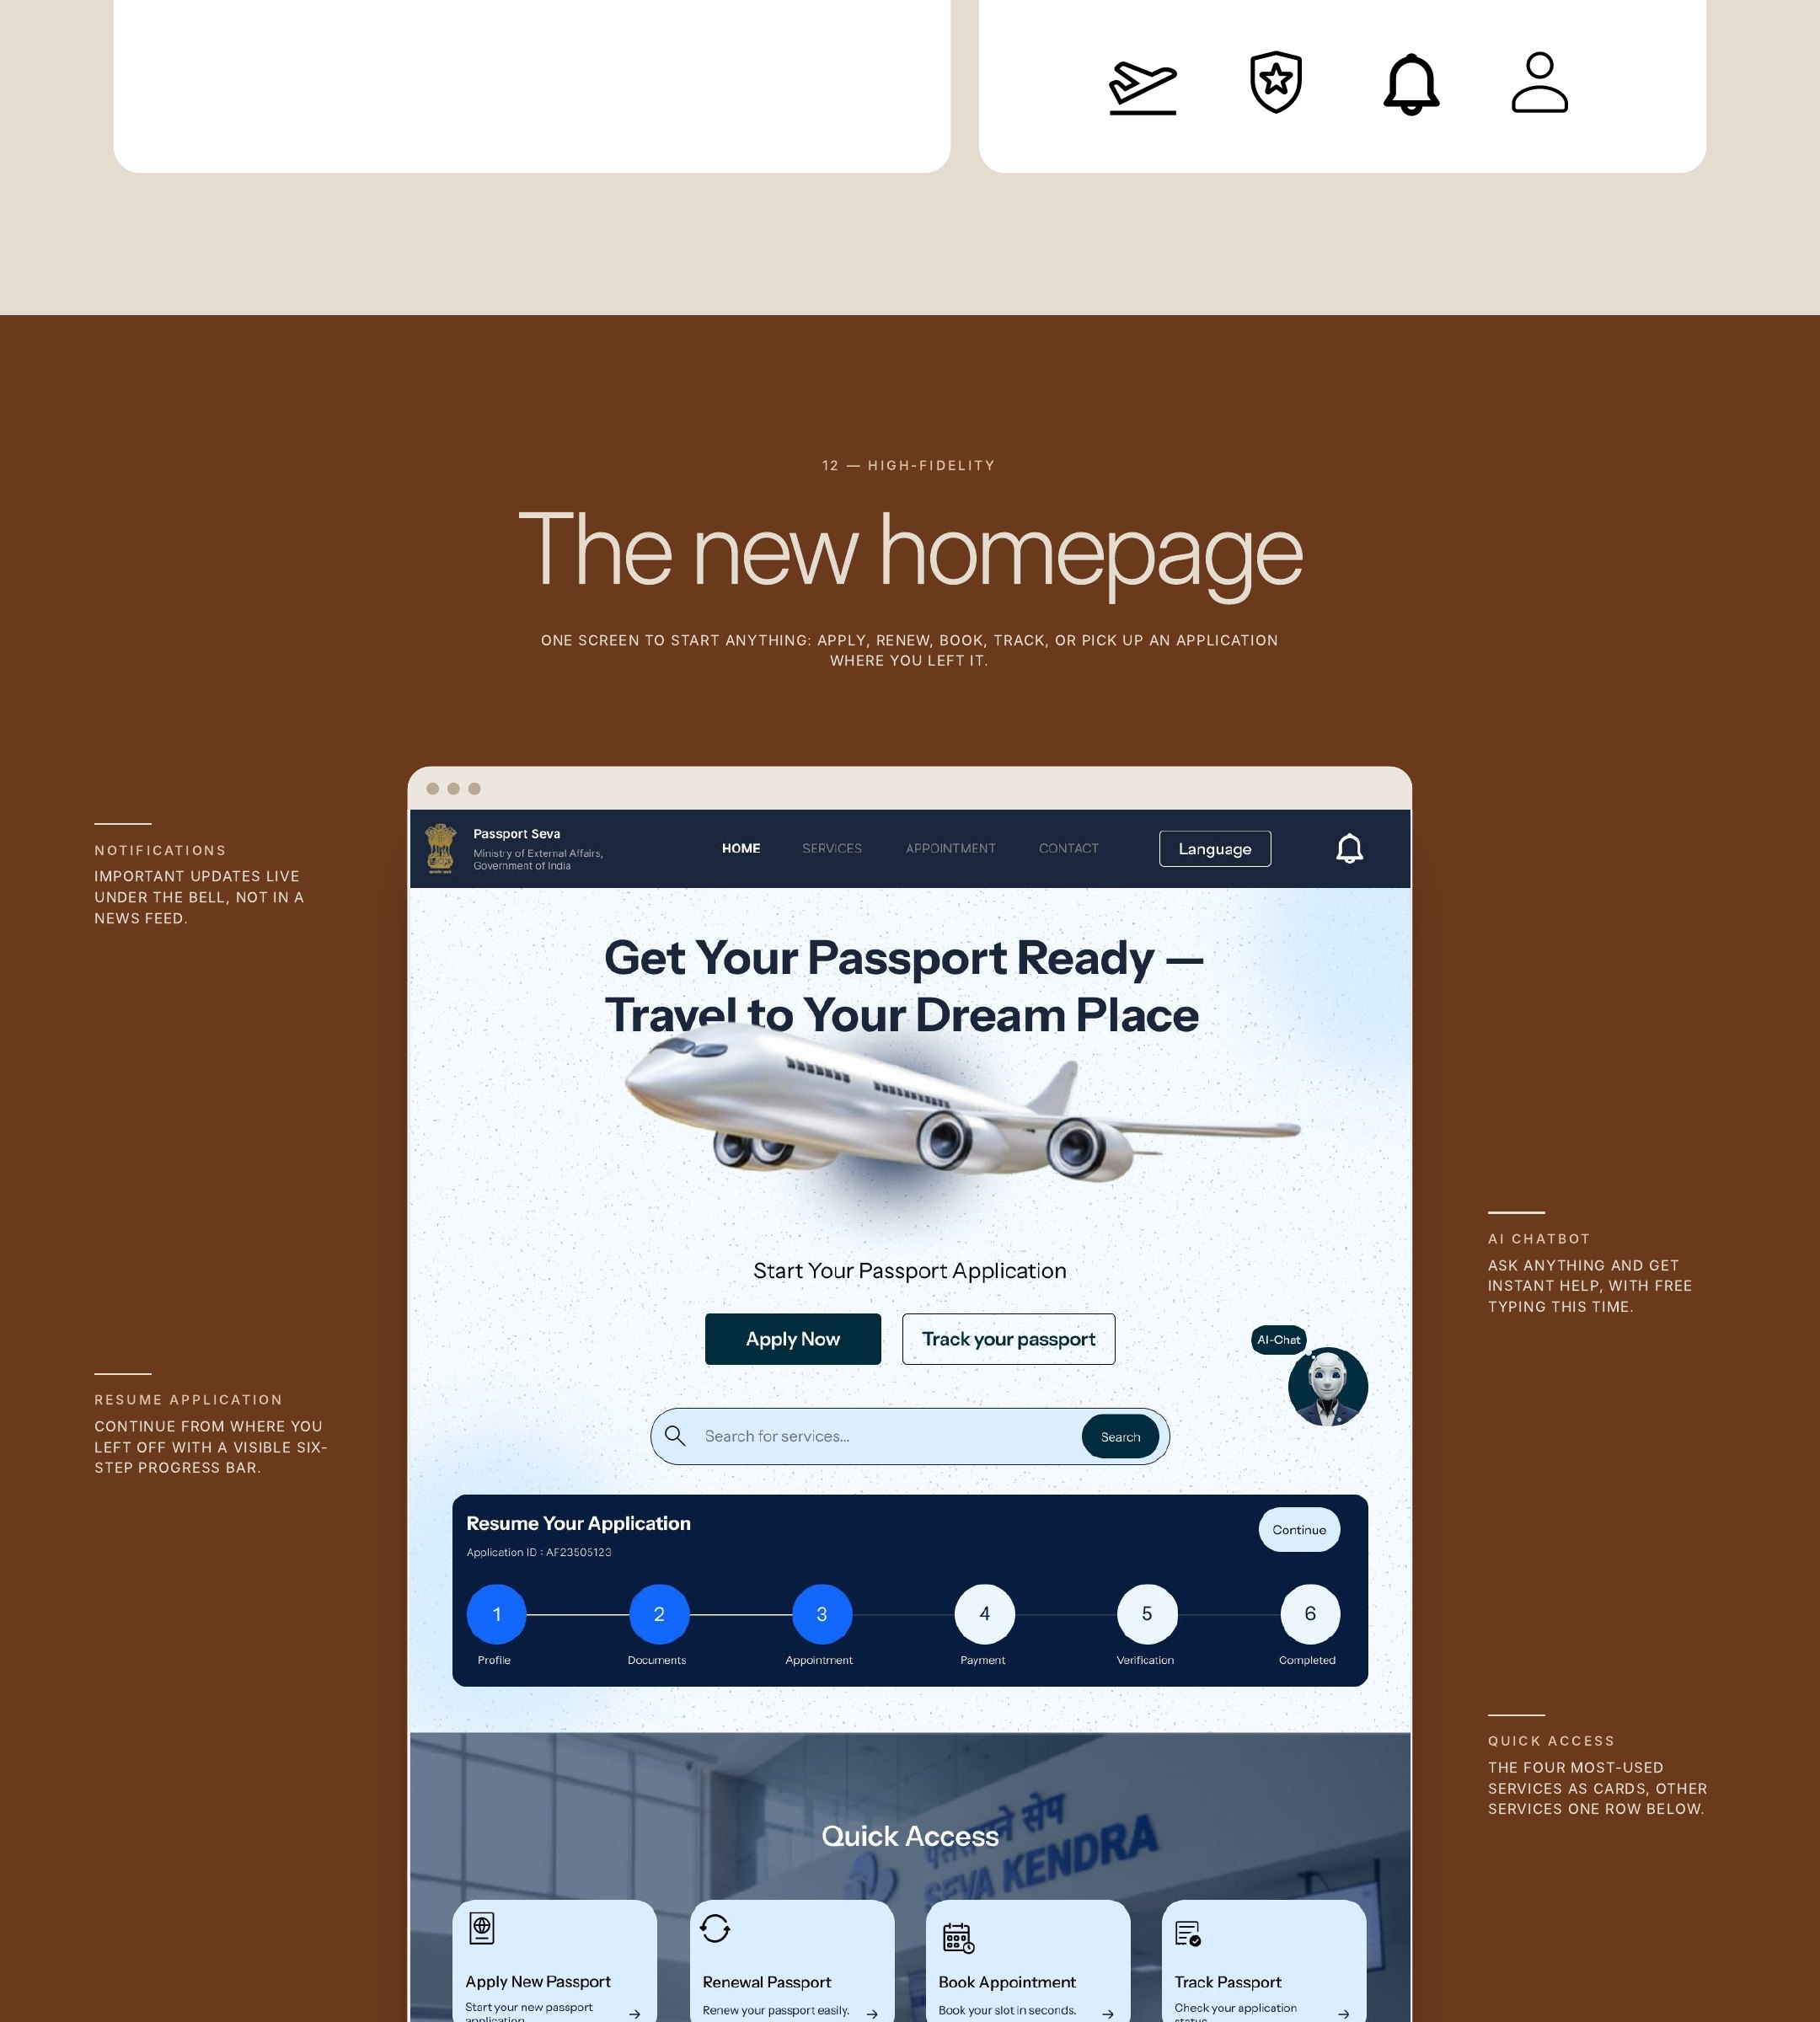 12 — HIGH-FIDELITY
The new homepage
ONE SCREEN TO START ANYTHING: APPLY, RENEW, BOOK, TRACK, OR PICK UP AN APPLICATION
WHERE YOU LEFT IT.
NOTIFICATIONS
IMPORTANT UPDATES LIVE
UNDER THE BELL, NOT IN A
NEWS FEED.
RESUME APPLICATION
CONTINUE FROM WHERE YOU
LEFT OFF WITH A VISIBLE SIX-
STEP PROGRESS BAR.
Passport Seva
Ministry of External Affairs,
Government of India
HOME
SERVICES
APPOINTMENT
CONTACT
Language
Get Your Passport Ready —
Travel to Your Dream Place
Start Your Passport Application
Apply Now
Track your passport
AI-Chat
Search for services...
Search
Resume Your Application
Application ID : AF23505123
Continue
1
2
3
4
5
6
Profile
Documents
Appointment
Payment
Verification
Completed
Quick Access
SEVA KENDRA
Apply New Passport
Start your new passport
application
Renewal Passport
Renew your passport easily.
Book Appointment
Book your slot in seconds.
Track Passport
Check your application
status
AI CHATBOT
ASK ANYTHING AND GET
INSTANT HELP, WITH FREE
TYPING THIS TIME.
QUICK ACCESS
THE FOUR MOST-USED
SERVICES AS CARDS, OTHER
SERVICES ONE ROW BELOW.